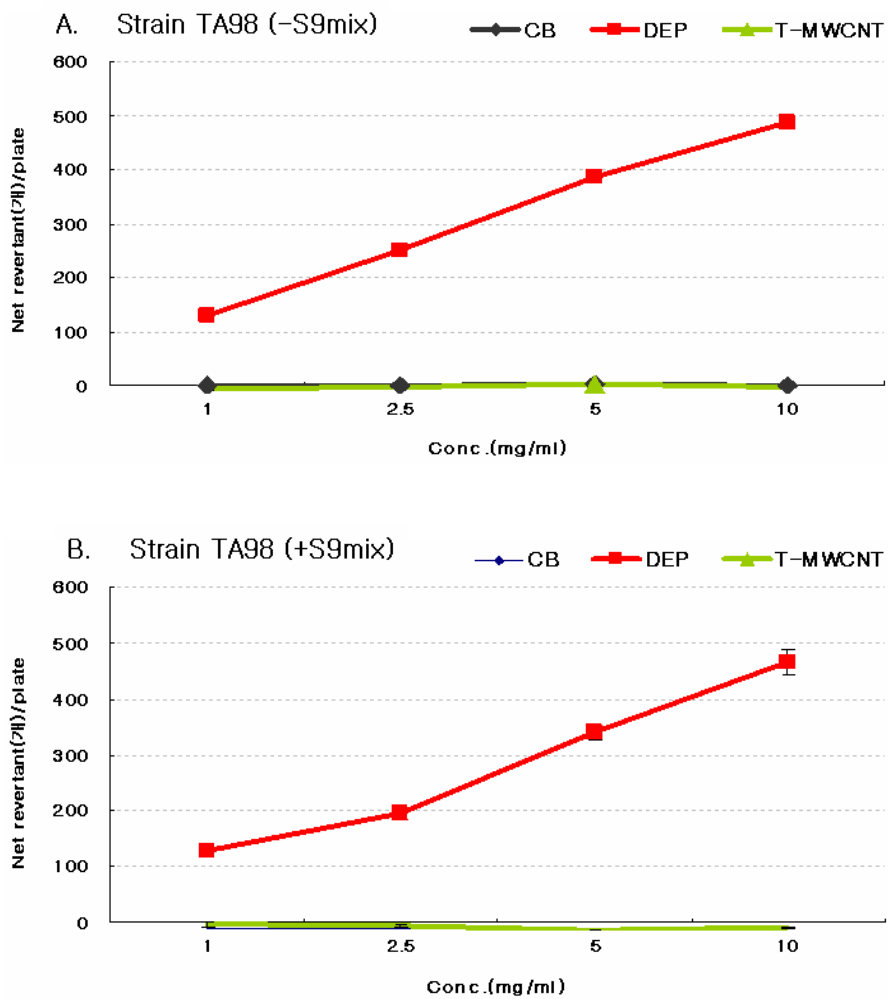 A. Strain TA98 (-S9mix)
CB DEP T-MWCNT
Net revertant(개)/plate
600
500
400
300
200
100
0
1 2.5 5 10
Conc.(mg/ml)
B. Strain TA98 (+S9mix)
CB DEP T-MWCNT
Net revertant(개)/plate
600
500
400
300
200
100
0
1 2.5 5 10
Conc.(mg/ml)